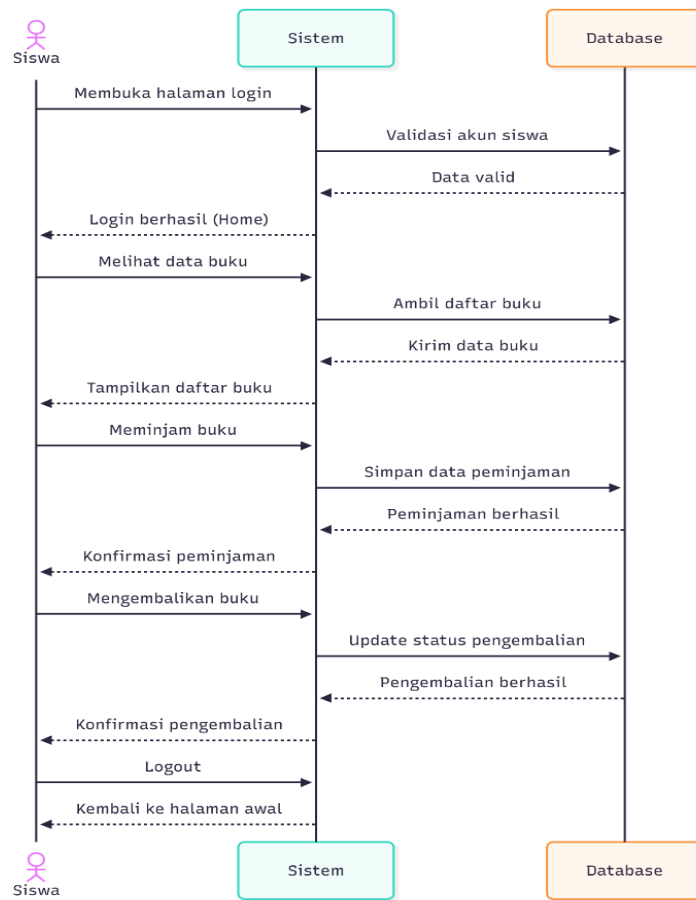 Siswa
Sistem
Database
Membuka halaman login
Validasi akun siswa
Data valid
Login berhasil (Home)
Melihat data buku
Ambil daftar buku
Kirim data buku
Tampilkan daftar buku
Meminjam buku
Simpan data peminjaman
Peminjaman berhasil
Konfirmasi peminjaman
Mengembalikan buku
Update status pengembalian
Pengembalian berhasil
Konfirmasi pengembalian
Logout
Kembali ke halaman awal
Siswa
Sistem
Database